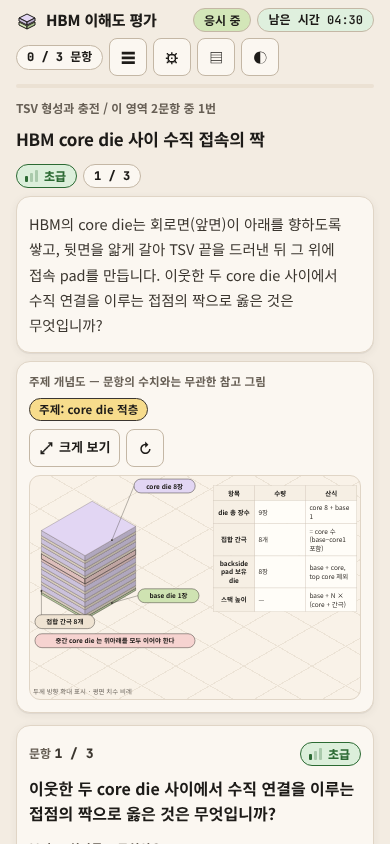 HBM 이해도 평가
응시 중
남은 시간 04:30
0 / 3 문항
TSV 형성과 충전 / 이 영역 2문항 중 1번
HBM core die 사이 수직 접속의 짝
초급
1 / 3
HBM의 core die는 회로면(앞면)이 아래를 향하도록
쌓고, 뒷면을 얇게 갈아 TSV 끝을 드러낸 뒤 그 위에
접속 pad를 만듭니다. 이웃한 두 core die 사이에서
수직 연결을 이루는 접점의 짝으로 옳은 것은
무엇입니까?
주제 개념도 — 문항의 수치와는 무관한 참고 그림
주제: core die 적층
크게 보기
core die 8장
base die 1장
접합 간극 8개
중간 core die 는 위아래를 모두 이어야 한다
두께 방향 확대 표시 · 평면 치수 비례
항목 수량 산식
die 총 장수 9장 core 8 + base
1
접합 간극 8개 = core 수
(base–core1
포함)
backside
pad 보유
die 8장 base + core,
top core 제외
스택 높이 — base + N ×
(core + 간극)
문항 1 / 3
초급
이웃한 두 core die 사이에서 수직 연결을 이루는
접점의 짝으로 옳은 것은 무엇입니까?